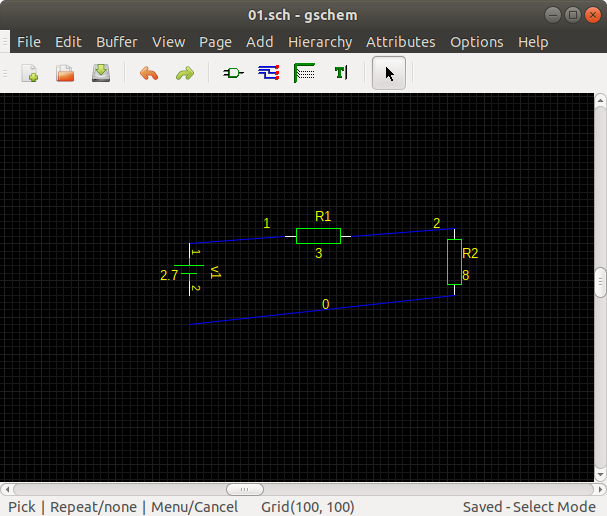 01.sch - gschem
File Edit Buffer View Page Add Hierarchy Attributes Options Help
T
R1
1
2
3
R2
8
1
2.7
v1
2
0
Pick | Repeat/none | Menu/Cancel Grid(100, 100) Saved - Select Mode